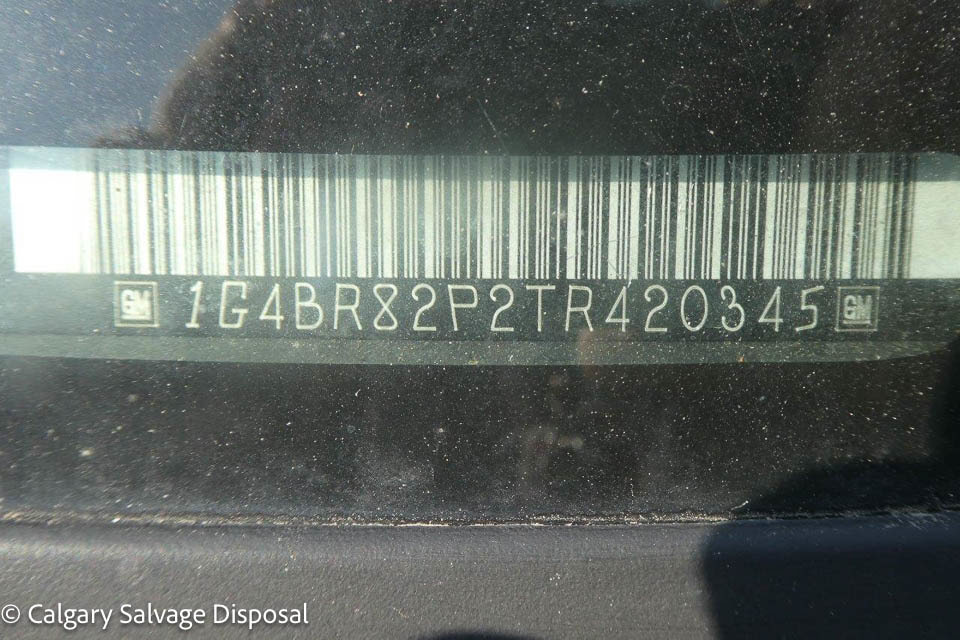 GM 1G4BR82P2TR420345 GM
© Calgary Salvage Disposal